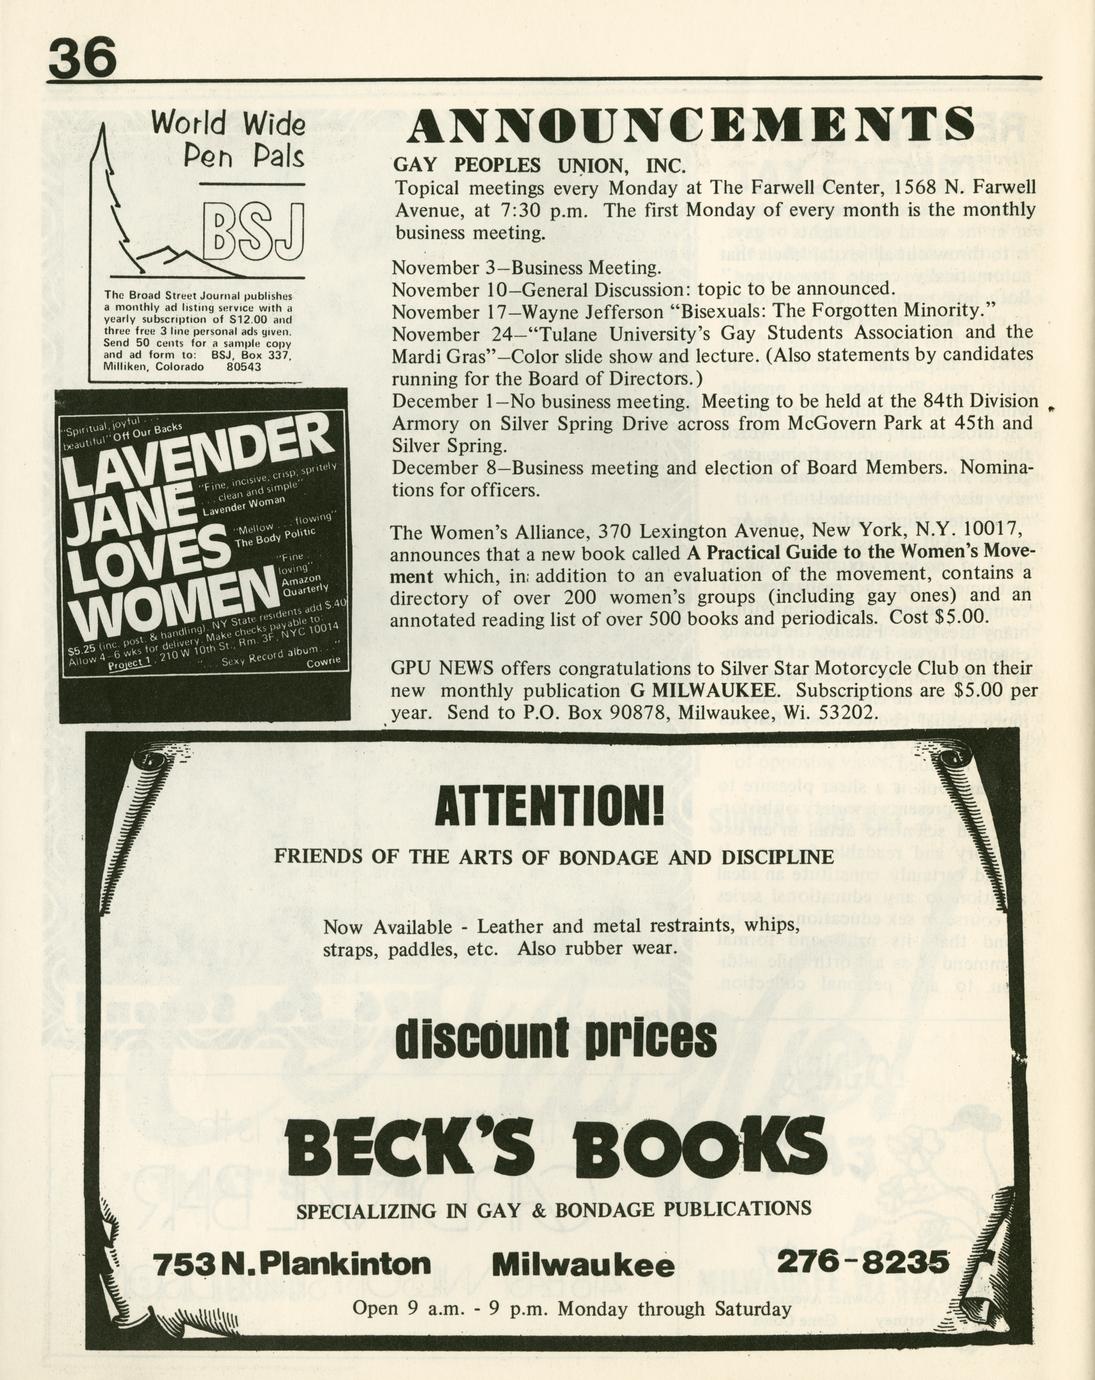 36
World Wide
Pen Pals
BSJ
The Broad Street Journal publishes
a monthly ad listing service with a
yearly subscription of $12.00 and
three free 3 line personal ads given.
Send 50 cents for a sample copy
and ad form to: BSJ, Box 337,
Milliken, Colorado 80543
"Spiritual, joyful . . .
beautiful" Off Our Backs
LAVENDER
JANE
LOVES
WOMEN
"Fine, incisive, crisp, spritely
. . . clean and simple"
Lavender Woman
"Mellow . . . flowing"
The Body Politic
"Fine . . .
loving"
Amazon
Quarterly
$5.25 (inc. post. & handling), NY State residents add $.40
Allow 4-6 wks for delivery. Make checks payable to:
Project 1, 210 W 10th St., Rm. 3F, NYC 10014
". . . Sexy Record album. . ."
Cowrie
ANNOUNCEMENTS
GAY PEOPLES UNION, INC.
Topical meetings every Monday at The Farwell Center, 1568 N. Farwell
Avenue, at 7:30 p.m. The first Monday of every month is the monthly
business meeting.
November 3—Business Meeting.
November 10—General Discussion: topic to be announced.
November 17—Wayne Jefferson "Bisexuals: The Forgotten Minority."
November 24—"Tulane University's Gay Students Association and the
Mardi Gras"—Color slide show and lecture. (Also statements by candidates
running for the Board of Directors.)
December 1—No business meeting. Meeting to be held at the 84th Division
Armory on Silver Spring Drive across from McGovern Park at 45th and
Silver Spring.
December 8—Business meeting and election of Board Members. Nomina-
tions for officers.
The Women's Alliance, 370 Lexington Avenue, New York, N.Y. 10017,
announces that a new book called A Practical Guide to the Women's Move-
ment which, in addition to an evaluation of the movement, contains a
directory of over 200 women's groups (including gay ones) and an
annotated reading list of over 500 books and periodicals. Cost $5.00.
GPU NEWS offers congratulations to Silver Star Motorcycle Club on their
new monthly publication G MILWAUKEE. Subscriptions are $5.00 per
year. Send to P.O. Box 90878, Milwaukee, Wi. 53202.
ATTENTION!
FRIENDS OF THE ARTS OF BONDAGE AND DISCIPLINE
Now Available - Leather and metal restraints, whips,
straps, paddles, etc. Also rubber wear.
discount prices
BECK'S BOOKS
SPECIALIZING IN GAY & BONDAGE PUBLICATIONS
753 N. Plankinton Milwaukee 276-8235
Open 9 a.m. - 9 p.m. Monday through Saturday